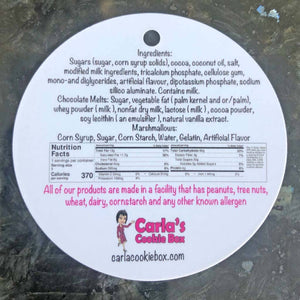 Ingredients:
Sugars (sugar, corn syrup solids), cocoa, coconut oil, salt,
modified milk ingredients, tricalcium phosphate, cellulose gum,
mono-and diglycerides, artificial flavour, dipotassium phosphate, sodium
silico aluminate. Contains milk.
Chocolate Melts: Sugar, vegetable fat (palm kernel and or/palm),
whey powder (milk), nonfat dry milk, lactose (milk), cocoa powder,
soy lecithin (an emulsifier), natural vanilla extract.
Marshmallows:
Corn Syrup, Sugar, Corn Starch, Water, Gelatin, Artificial Flavor
Nutrition
Facts
Calories
per serving
370
All of our products are made in a facility that has peanuts, tree nuts,
wheat, dairy, cornstarch and any other known allergen
Carla's
Cookie Box
carlacookiebox.com